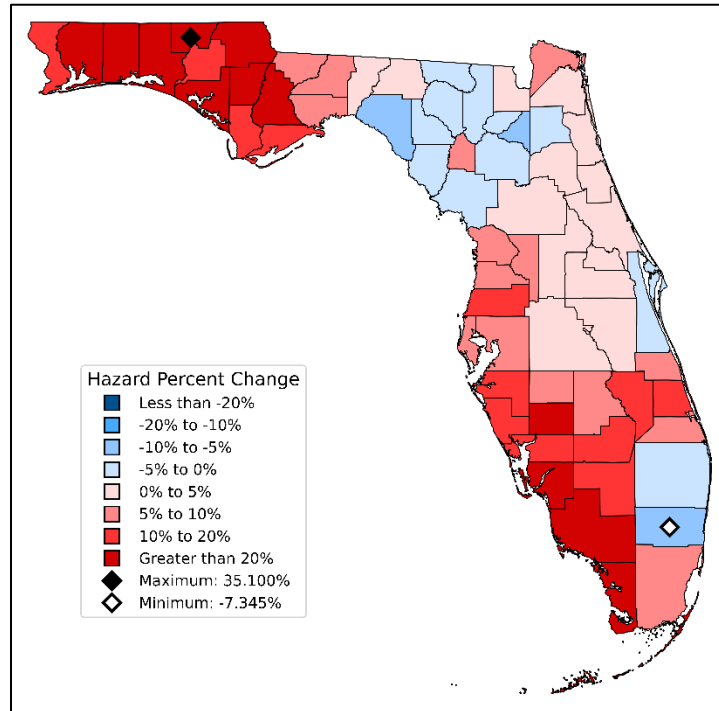 Hazard Percent Change
Less than -20%
-20% to -10%
-10% to -5%
-5% to 0%
0% to 5%
5% to 10%
10% to 20%
Greater than 20%
Maximum: 35.100%
Minimum: -7.345%